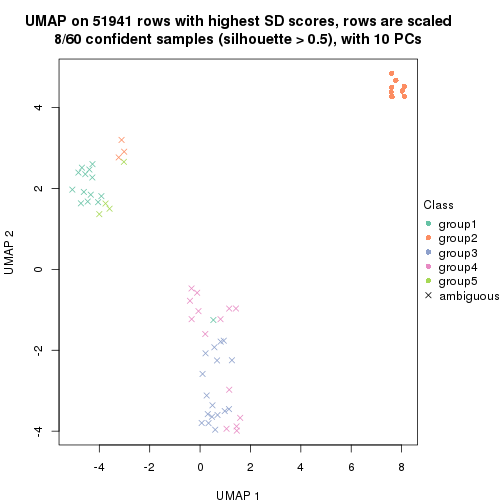 UMAP on 51941 rows with highest SD scores, rows are scaled
8/60 confident samples (silhouette > 0.5), with 10 PCs
4
2
0
-2
-4
UMAP 2
-4
-2
0
2
4
6
8
UMAP 1
Class
group1
group2
group3
group4
group5
ambiguous